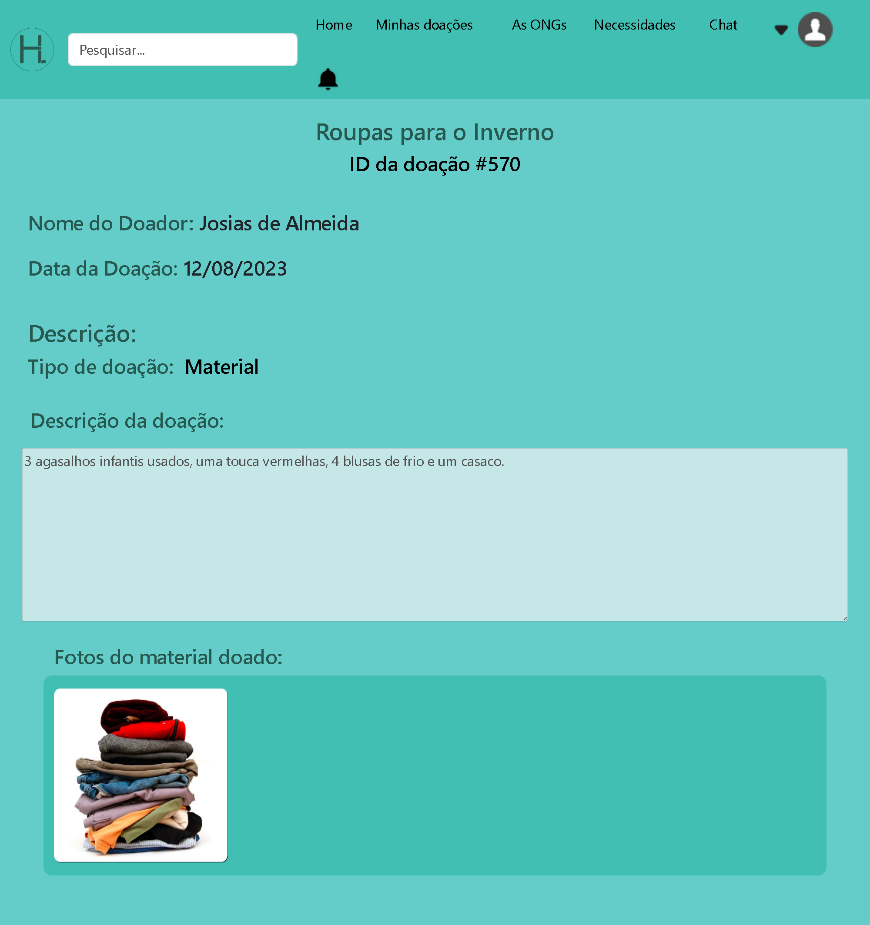 H.
Pesquisar...
Home
Minhas doações
As ONGs
Necessidades
Chat
Roupas para o Inverno
ID da doação #570
Nome do Doador: Josias de Almeida
Data da Doação: 12/08/2023
Descrição:
Tipo de doação: Material
Descrição da doação:
3 agasalhos infantis usados, uma touca vermelhas, 4 blusas de frio e um casaco.
Fotos do material doado: